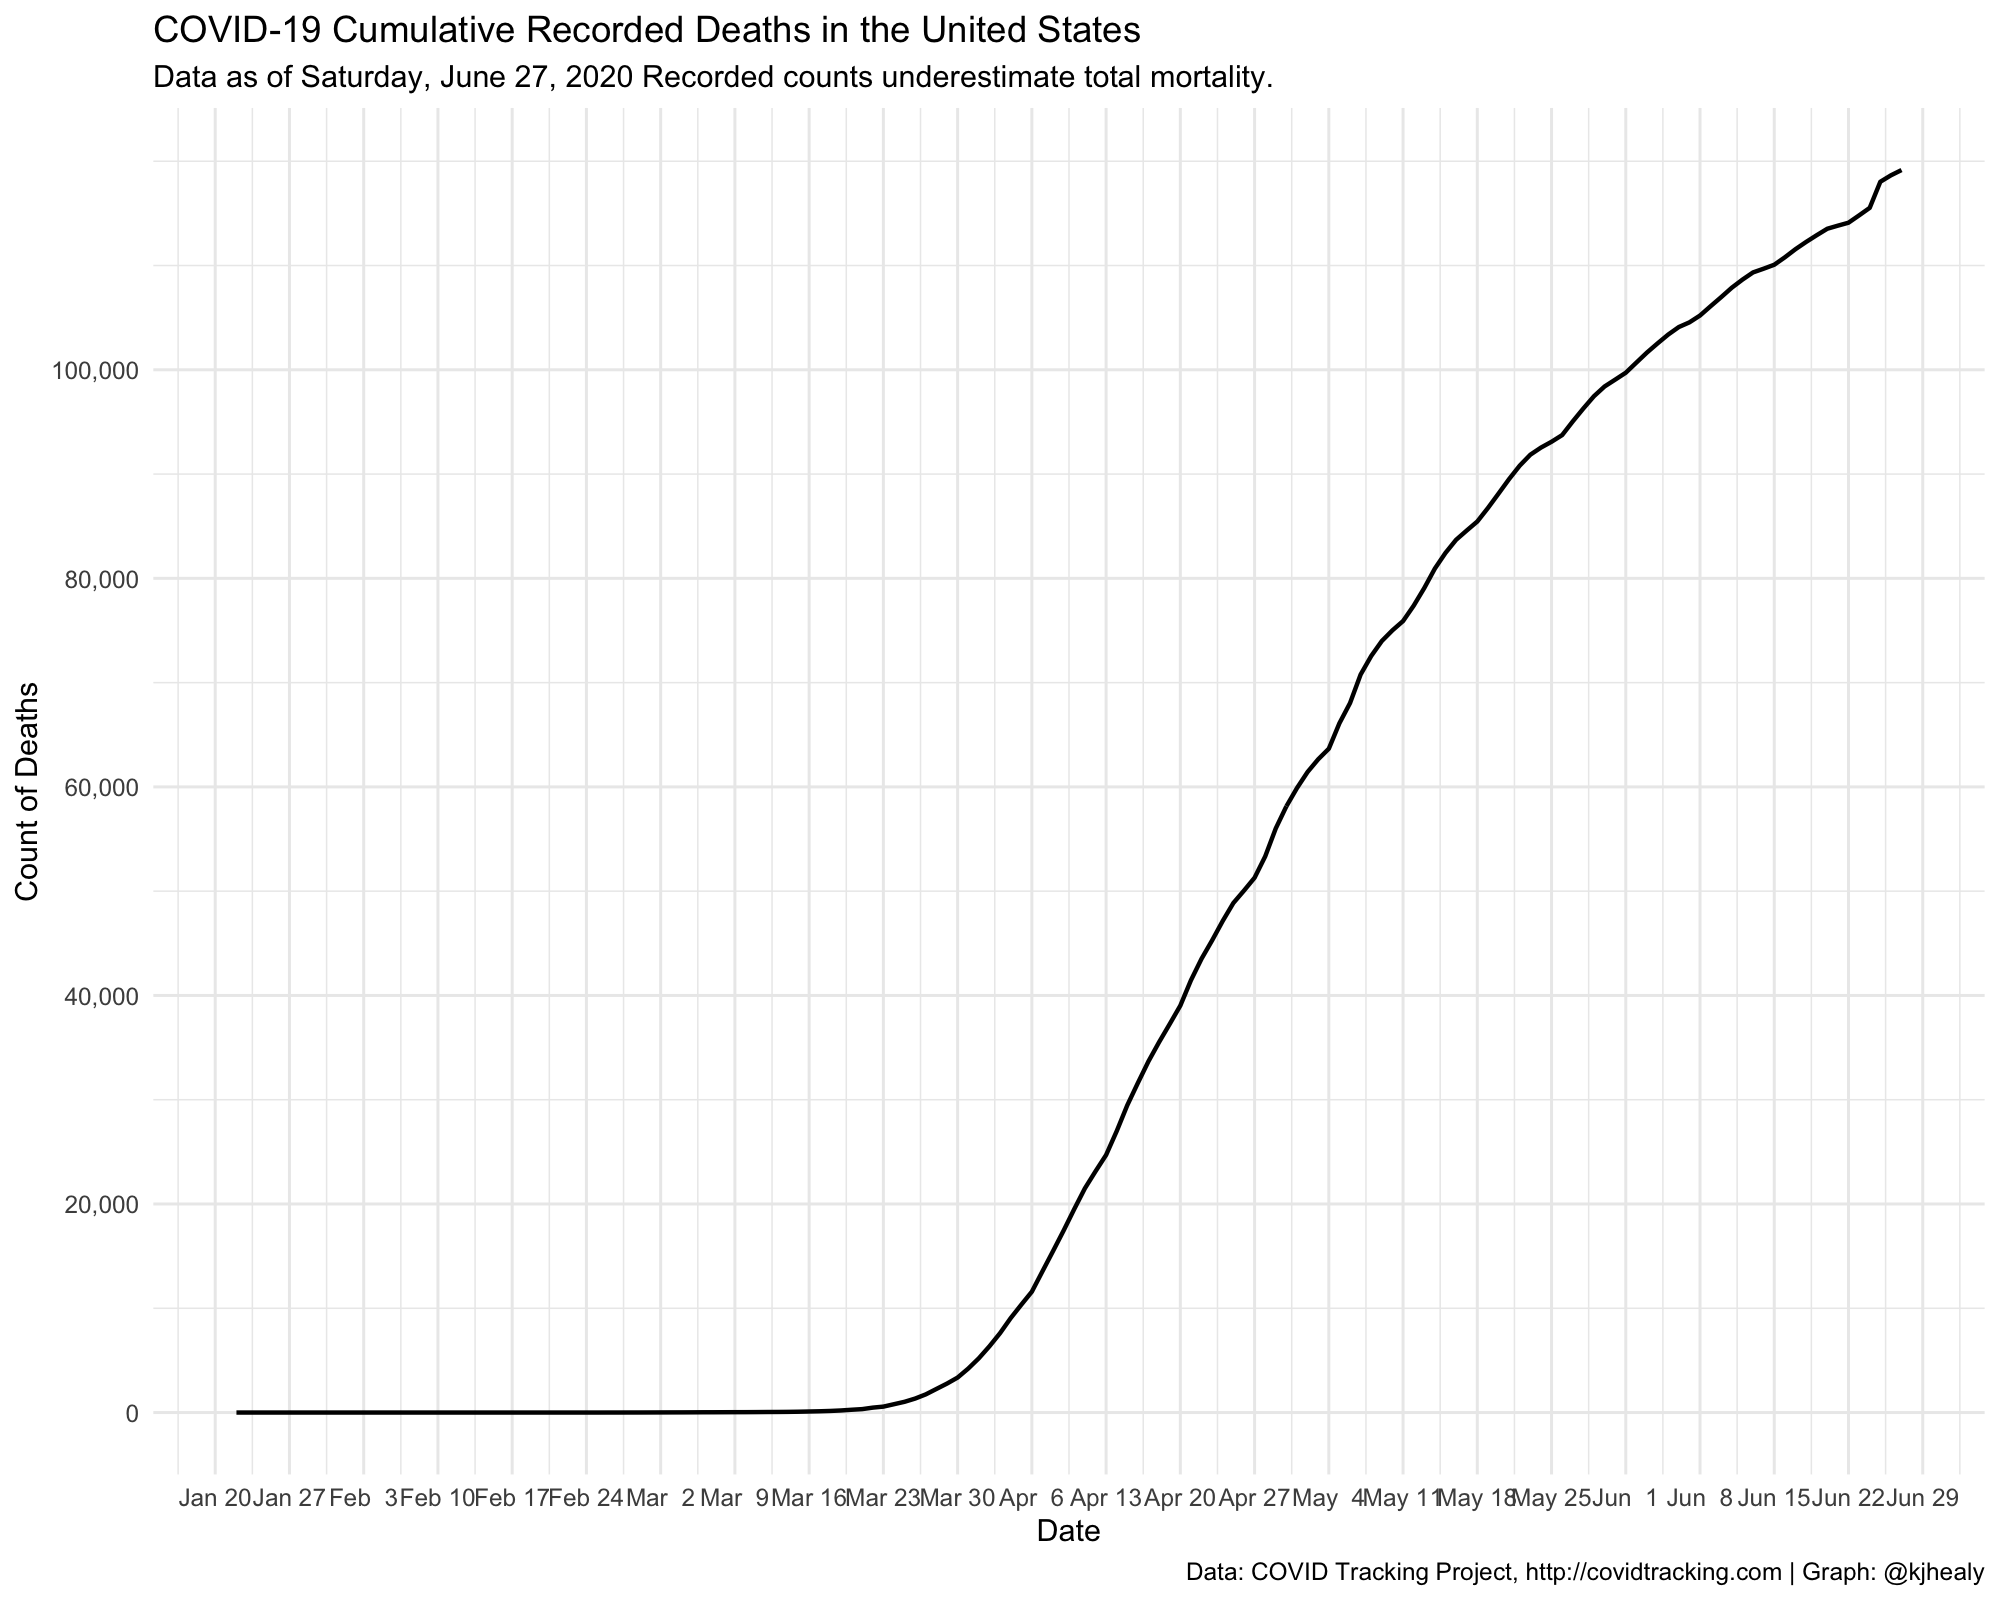 COVID-19 Cumulative Recorded Deaths in the United States
Data as of Saturday, June 27, 2020 Recorded counts underestimate total mortality.
Count of Deaths
100,000
80,000
60,000
40,000
20,000
0
Jan 20 Jan 27 Feb 3 Feb 10 Feb 17 Feb 24 Mar 2 Mar 9 Mar 16 Mar 23 Mar 30 Apr 6 Apr 13 Apr 20 Apr 27 May 4 May 11 May 18 May 25 Jun 1 Jun 8 Jun 15 Jun 22 Jun 29
Date
Data: COVID Tracking Project, http://covidtracking.com | Graph: @kjhealy